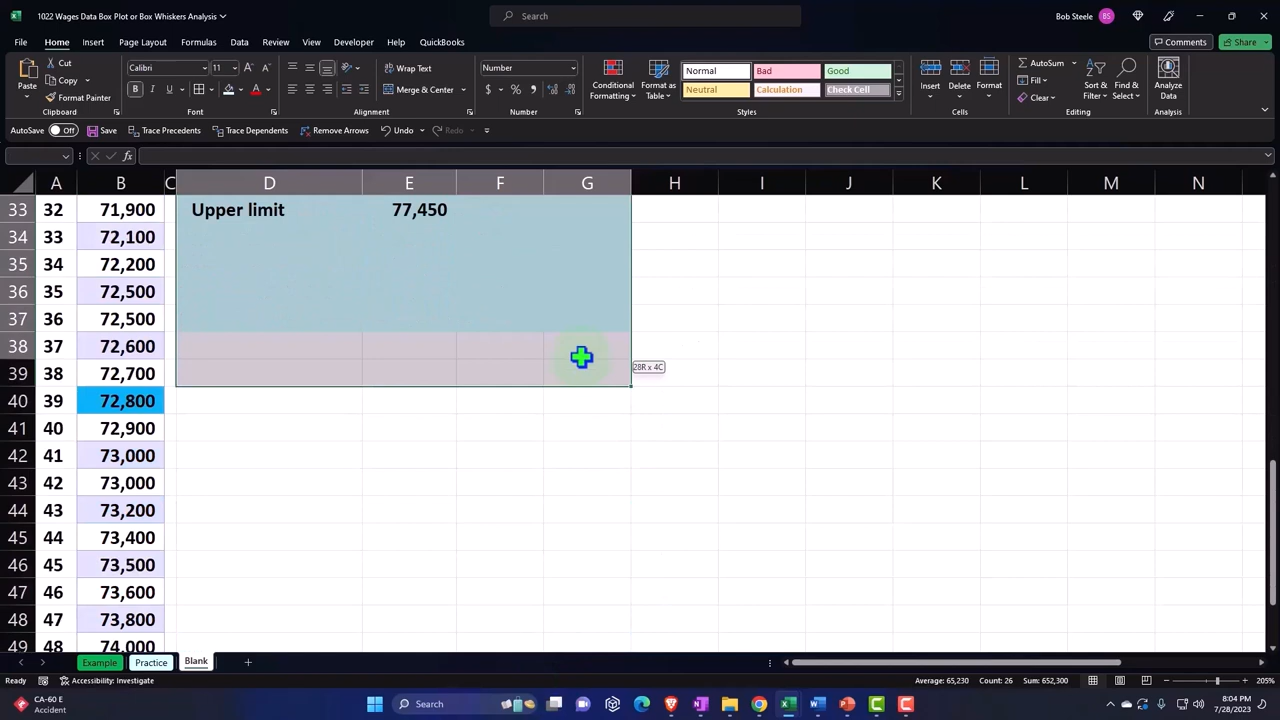 1022 Wages Data Box Plot or Box Whiskers Analysis
Search
Bob Steele
BS
File Home Insert Page Layout Formulas Data Review View Developer Help QuickBooks
Comments
Share
Paste
Cut
Copy
Format Painter
Clipboard
Calibri 11
B I U
Font
Wrap Text
Merge & Center
Alignment
Number
$ % 9
Number
Conditional Formatting
Format as Table
Normal Bad Good
Neutral Calculation Check Cell
Styles
Insert Delete Format
Cells
AutoSum
Fill
Clear
Sort & Filter
Find & Select
Editing
Analyze Data
Analysis
AutoSave Off Save Trace Precedents Trace Dependents Remove Arrows Undo Redo
fx
A B C D E F G H I J K L M N
33 32 71,900 Upper limit 77,450
34 33 72,100
35 34 72,200
36 35 72,500
37 36 72,500
38 37 72,600
28R x 4C
39 38 72,700
40 39 72,800
41 40 72,900
42 41 73,000
43 42 73,000
44 43 73,200
45 44 73,400
46 45 73,500
47 46 73,600
48 47 73,800
49 48 74,000
Example Practice Blank
Ready Accessibility: Investigate Average: 65,230 Count: 26 Sum: 652,300 205%
CA-60 E
Accident
Search
8:04 PM
7/28/2023